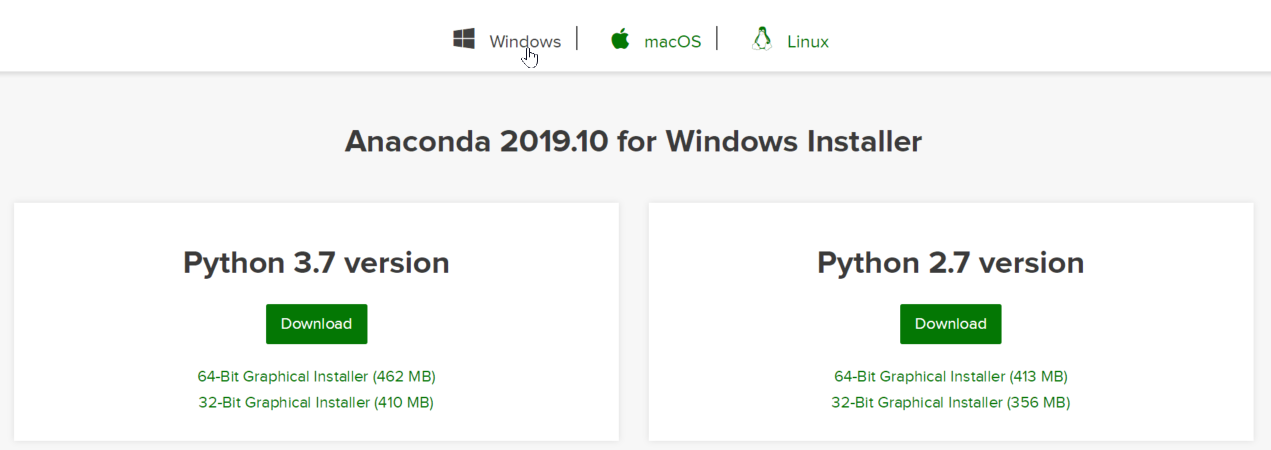 Windows | macOS | Linux
Anaconda 2019.10 for Windows Installer
Python 3.7 version
Download
64-Bit Graphical Installer (462 MB)
32-Bit Graphical Installer (410 MB)
Python 2.7 version
Download
64-Bit Graphical Installer (413 MB)
32-Bit Graphical Installer (356 MB)